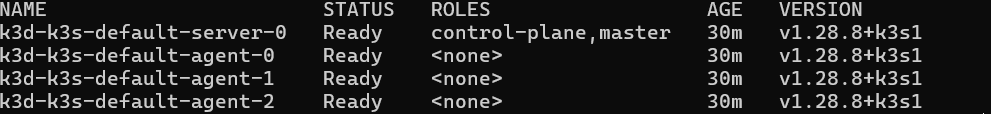 NAME STATUS ROLES AGE VERSION
k3d-k3s-default-server-0 Ready control-plane,master 30m v1.28.8+k3s1
k3d-k3s-default-agent-0 Ready <none> 30m v1.28.8+k3s1
k3d-k3s-default-agent-1 Ready <none> 30m v1.28.8+k3s1
k3d-k3s-default-agent-2 Ready <none> 30m v1.28.8+k3s1